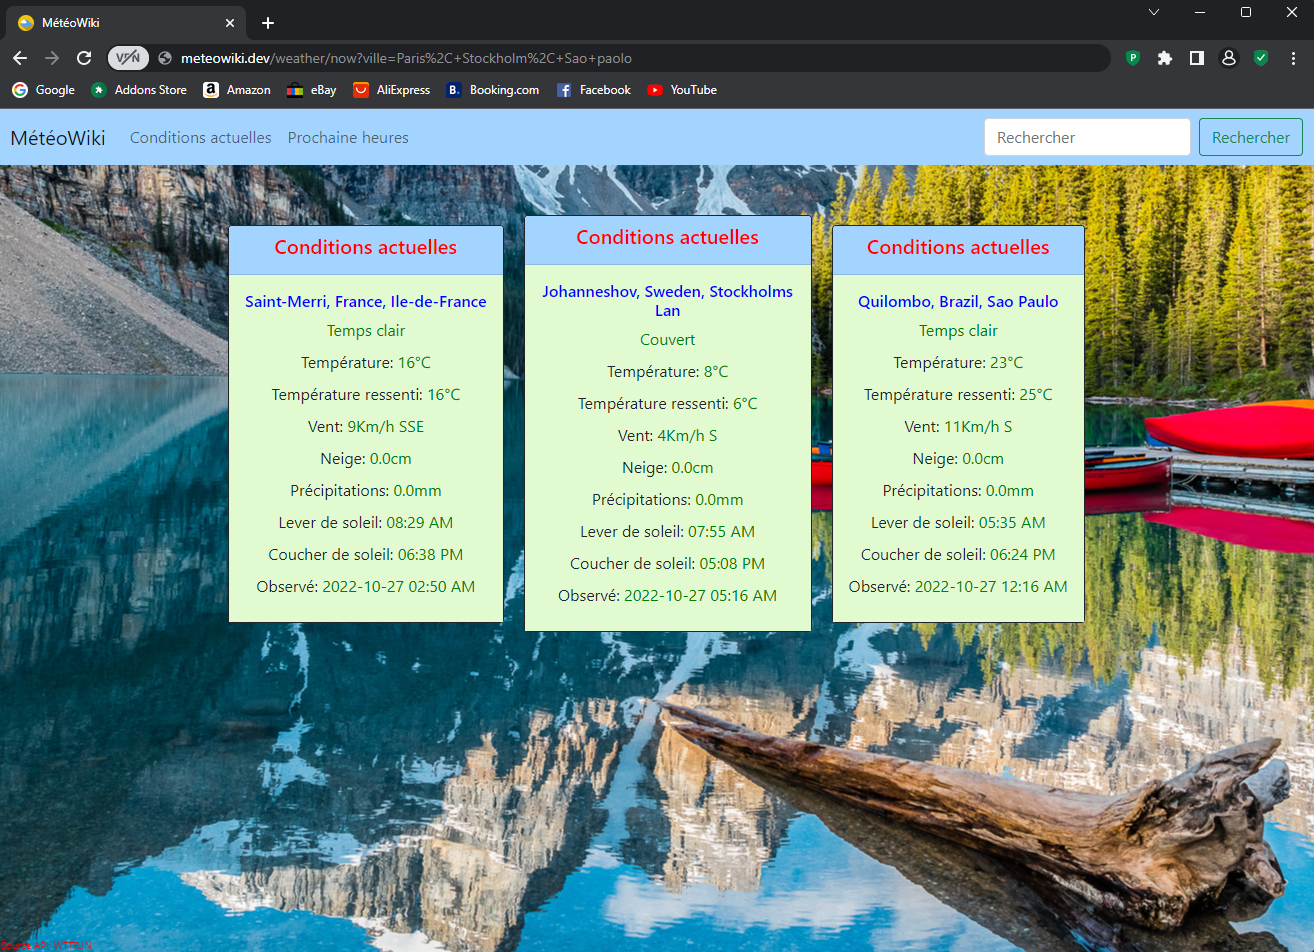 MétéoWiki
VPN
meteowiki.dev/weather/now?ville=Paris%2C+Stockholm%2C+Sao+paolo
P
G Google
Addons Store
a Amazon
eBay
AliExpress
B. Booking.com
f Facebook
YouTube
MétéoWiki
Conditions actuelles
Prochaine heures
Rechercher
Rechercher
Conditions actuelles
Saint-Merri, France, Ile-de-France
Temps clair
Température: 16°C
Température ressenti: 16°C
Vent: 9Km/h SSE
Neige: 0.0cm
Précipitations: 0.0mm
Lever de soleil: 08:29 AM
Coucher de soleil: 06:38 PM
Observé: 2022-10-27 02:50 AM
Conditions actuelles
Johanneshov, Sweden, Stockholms
Lan
Couvert
Température: 8°C
Température ressenti: 6°C
Vent: 4Km/h S
Neige: 0.0cm
Précipitations: 0.0mm
Lever de soleil: 07:55 AM
Coucher de soleil: 05:08 PM
Observé: 2022-10-27 05:16 AM
Conditions actuelles
Quilombo, Brazil, Sao Paulo
Temps clair
Température: 23°C
Température ressenti: 25°C
Vent: 11Km/h S
Neige: 0.0cm
Précipitations: 0.0mm
Lever de soleil: 05:35 AM
Coucher de soleil: 06:24 PM
Observé: 2022-10-27 12:16 AM
Source API: WTTR.IN